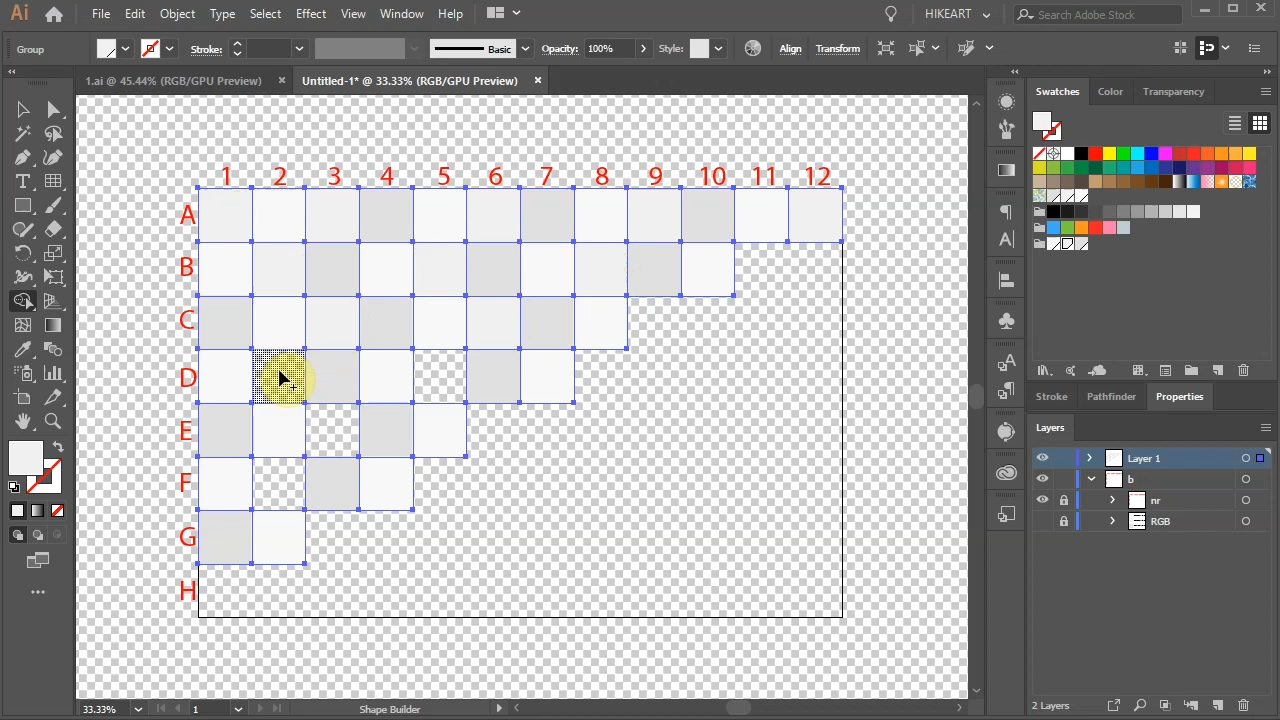 Ai File Edit Object Type Select Effect View Window Help HIKEART Search Adobe Stock
Group Stroke: Basic Opacity: 100% Style: Align Transform
1.ai @ 45.44% (RGB/GPU Preview) Untitled-1* @ 33.33% (RGB/GPU Preview)
Swatches Color Transparency
1 2 3 4 5 6 7 8 9 10 11 12
A
B
C
D
E
F
G
H
Stroke Pathfinder Properties
Layers
Layer 1
b
nr
RGB
2 Layers
33.33% 1 Shape Builder